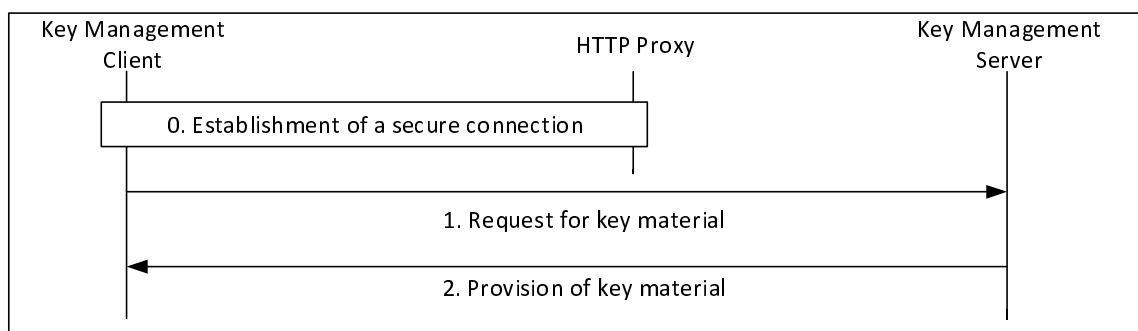 Key Management
Client
HTTP Proxy
Key Management
Server
0. Establishment of a secure connection
1. Request for key material
2. Provision of key material